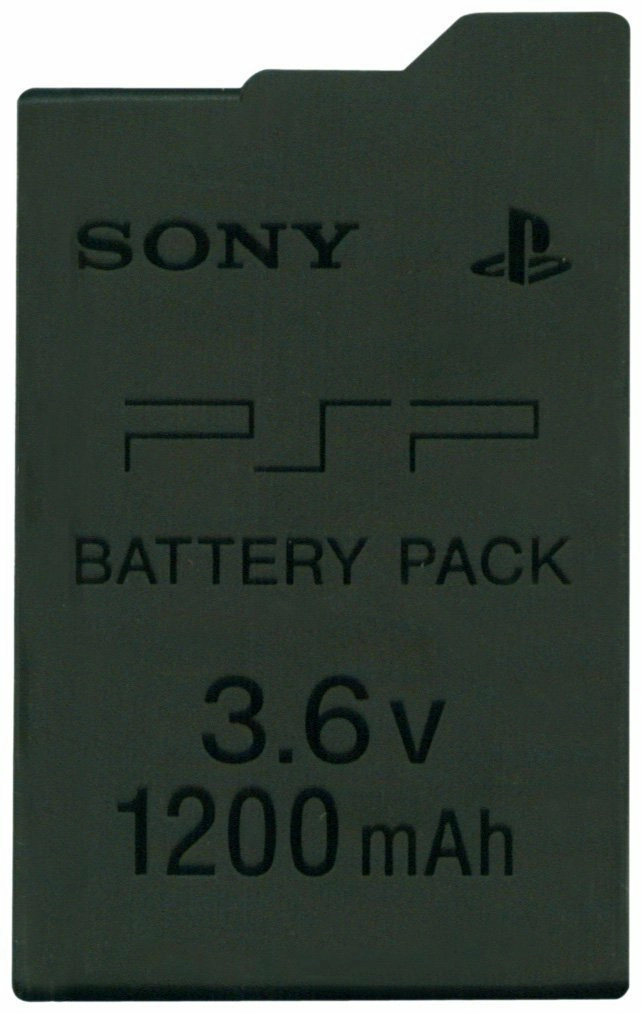 SONY
PSP
BATTERY PACK
3.6V
1200mAh